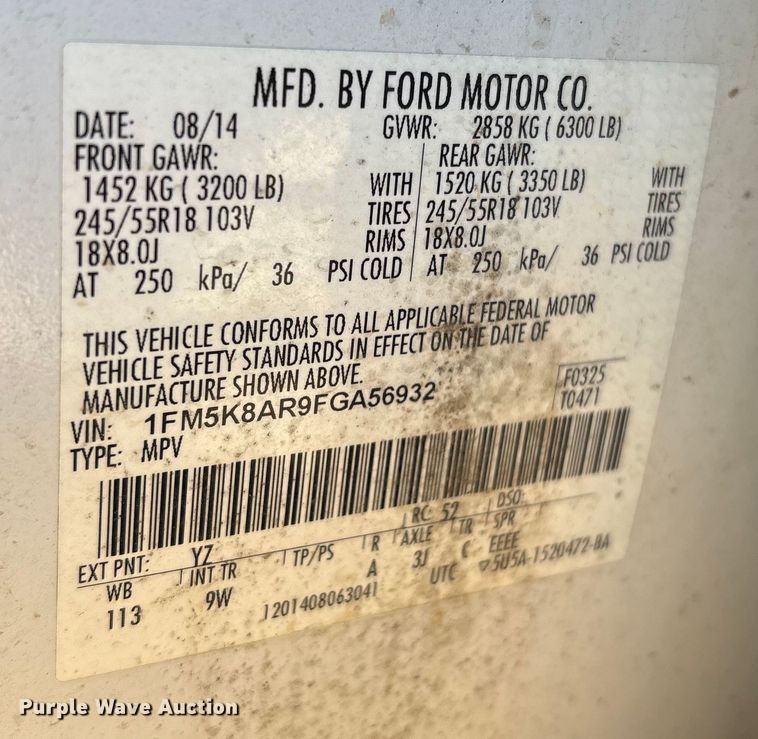 MFD. BY FORD MOTOR CO.
DATE: 08/14 GVWR: 2858 KG ( 6300 LB)
FRONT GAWR: REAR GAWR:
1452 KG ( 3200 LB) WITH 1520 KG ( 3350 LB) WITH
245/55R18 103V TIRES 245/55R18 103V TIRES
18X8.0J RIMS 18X8.0J RIMS
AT 250 kPa/ 36 PSI COLD AT 250 kPa/ 36 PSI COLD
THIS VEHICLE CONFORMS TO ALL APPLICABLE FEDERAL MOTOR
VEHICLE SAFETY STANDARDS IN EFFECT ON THE DATE OF
MANUFACTURE SHOWN ABOVE.
VIN: 1FM5K8AR9FGA56932 F0325
TYPE: MPV T0471
EXT PNT: YZ RC: 52 DSO:
WB INT TR TP/PS R AXLE TR SPR
113 9W A 3J C EEEE
1201408063041 UTC 5U5A-1520472-BA
Purple Wave Auction